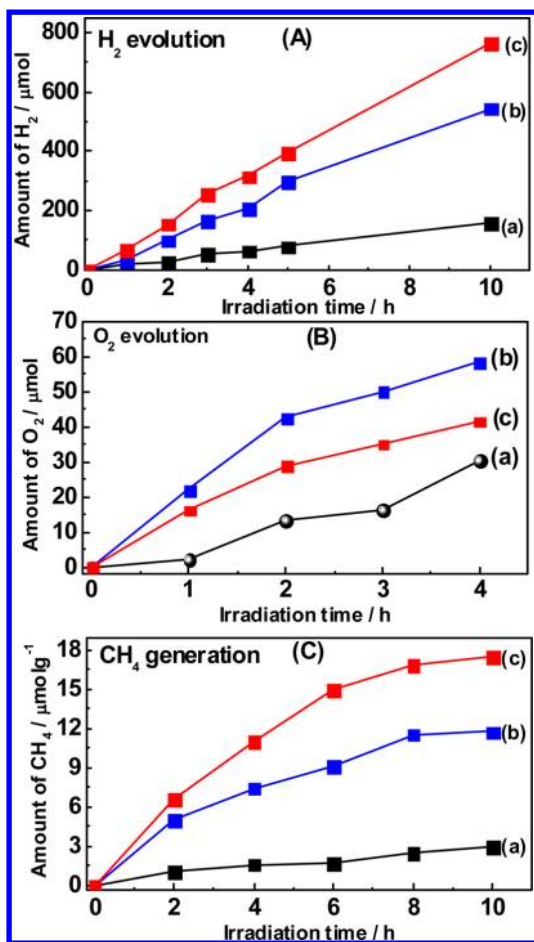 H₂ evolution (A)
Amount of H₂ / μmol
800
600
400
200
0
(c)
(b)
(a)
0 2 4 6 8 10
Irradiation time / h
O₂ evolution (B)
Amount of O₂ / μmol
70
60
50
40
30
20
10
0
(b)
(c)
(a)
0 1 2 3 4
Irradiation time / h
CH₄ generation (C)
Amount of CH₄ / μmolg⁻¹
18
15
12
9
6
3
0
(c)
(b)
(a)
0 2 4 6 8 10
Irradiation time / h